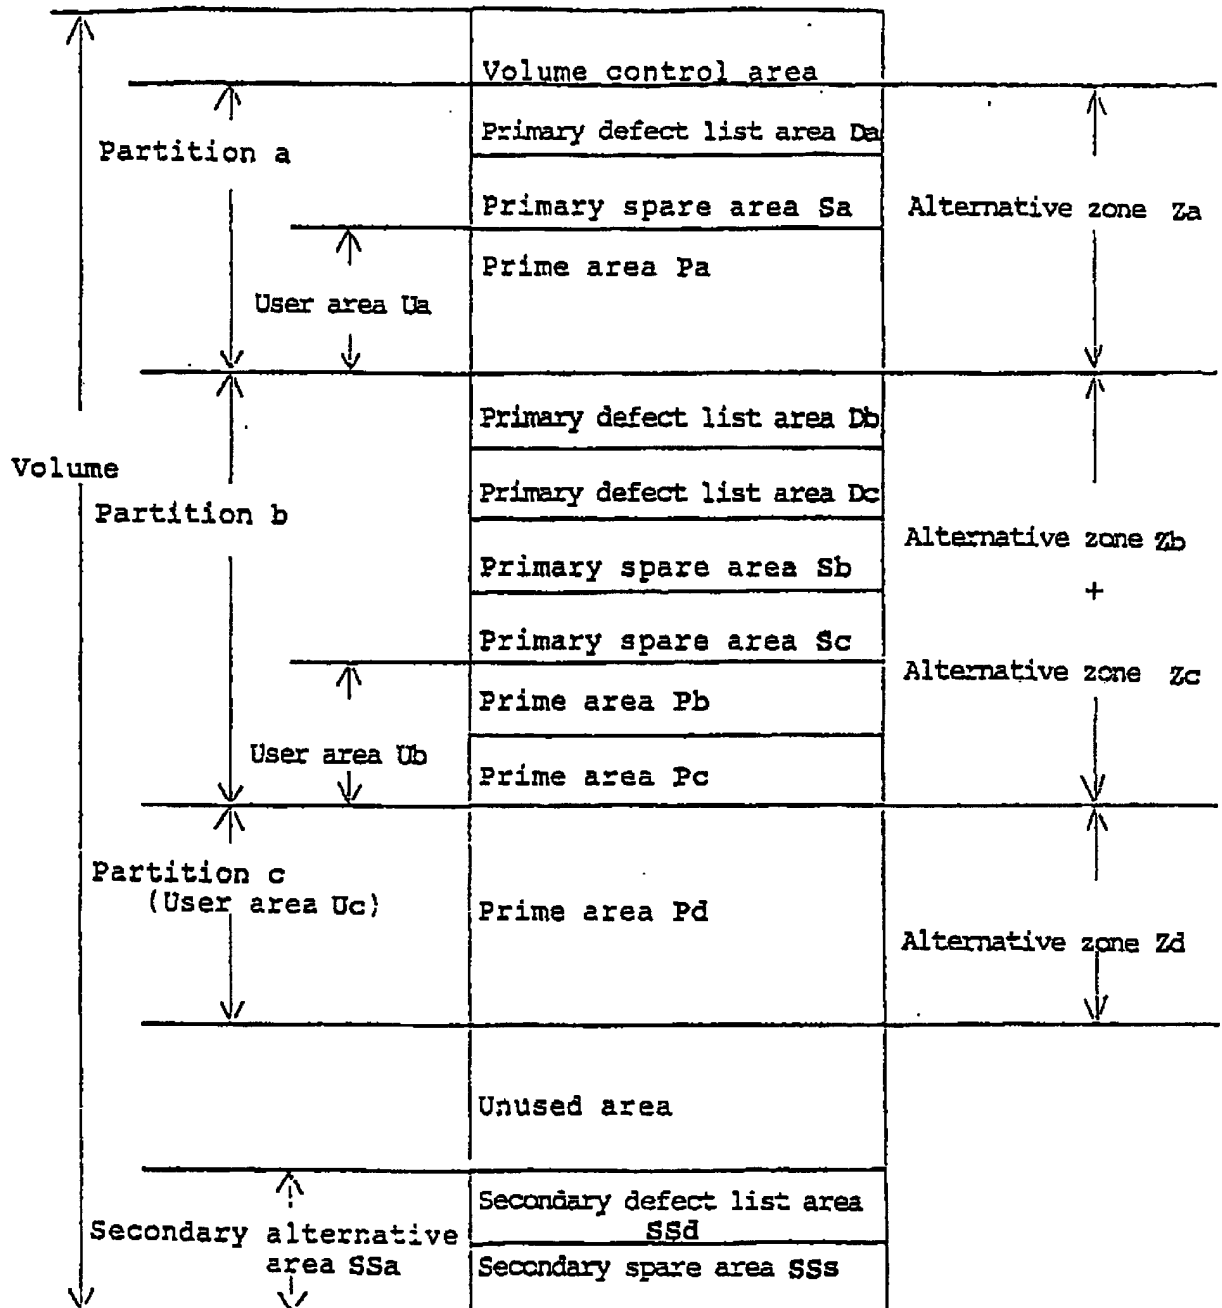 Volume control area
Primary defect list area Da
Partition a
Primary spare area Sa
Alternative zone Za
Prime area Pa
User area Ua
Primary defect list area Db
Volume
Primary defect list area Dc
Partition b
Alternative zone Zb
Primary spare area Sb
+
Primary spare area Sc
Alternative zone Zc
Prime area Pb
User area Ub
Prime area Pc
Partition c
(User area Uc)
Prime area Pd
Alternative zone Zd
Unused area
Secondary defect list area
SSd
Secondary alternative
area SSa
Secondary spare area SSs